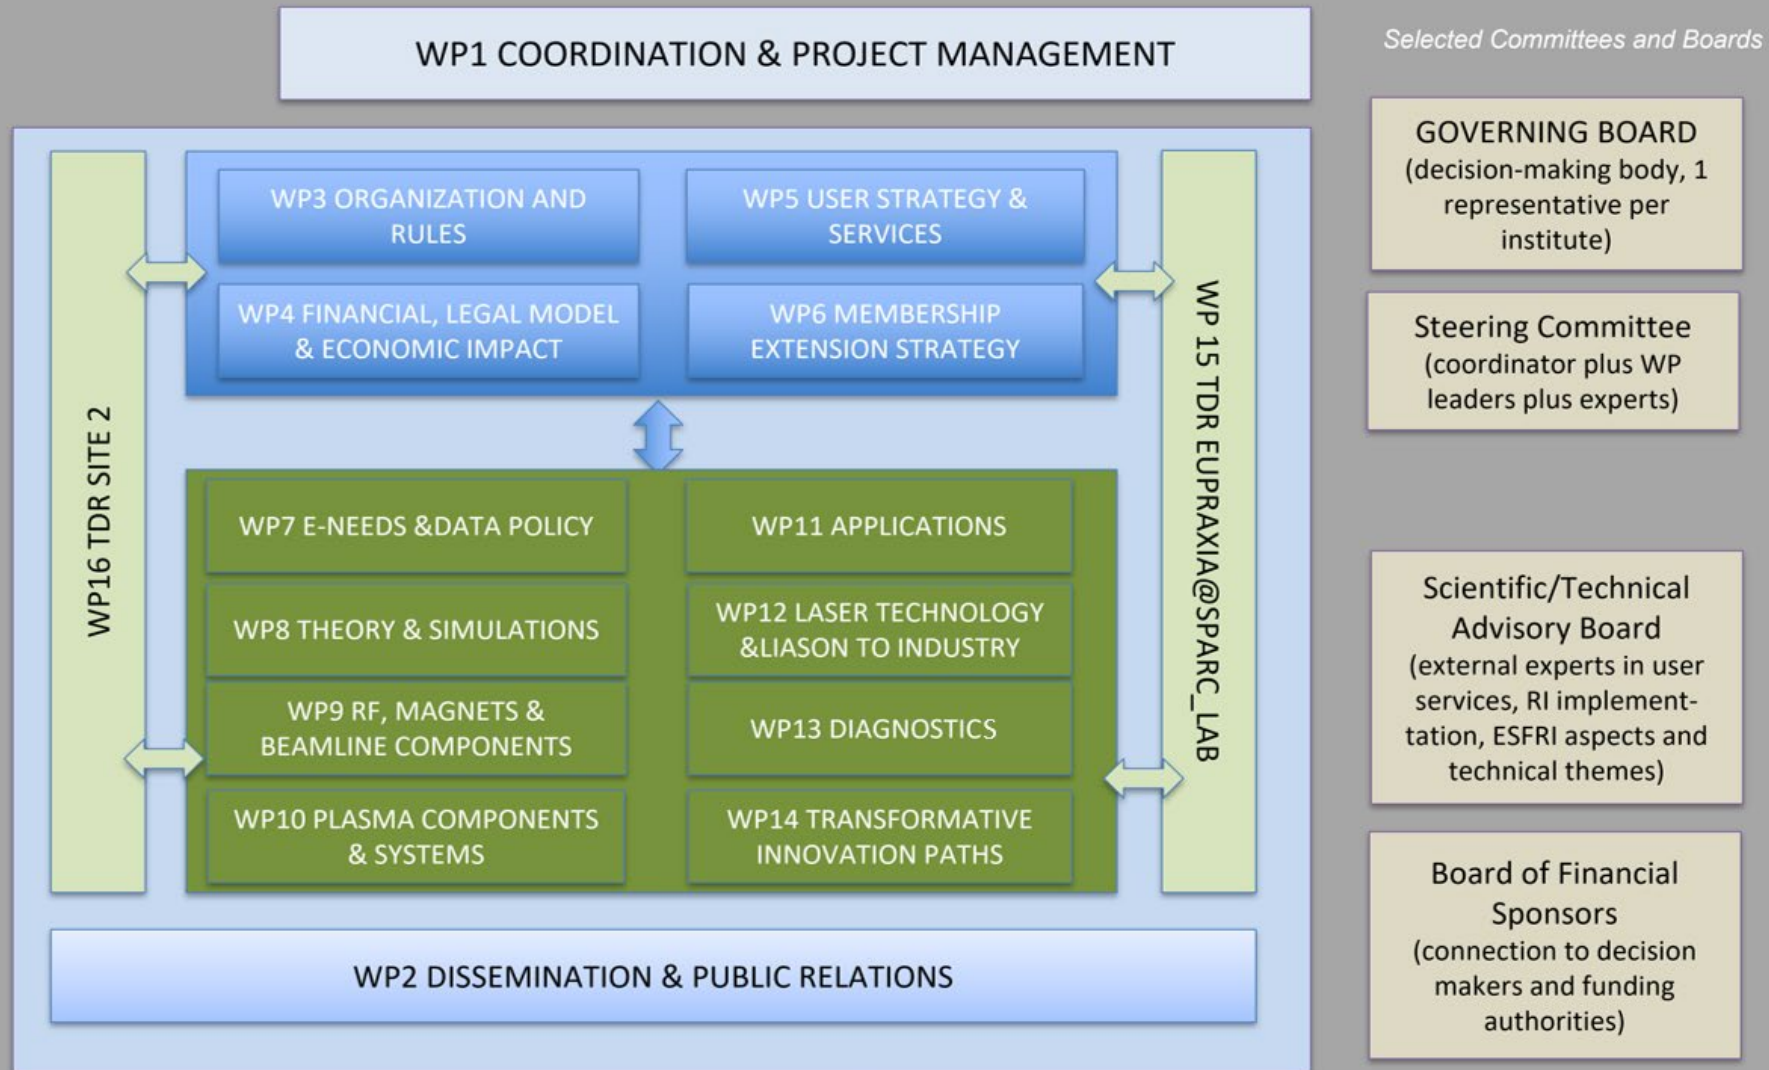 WP1 COORDINATION & PROJECT MANAGEMENT
Selected Committees and Boards
WP16 TDR SITE 2
WP3 ORGANIZATION AND
RULES
WP5 USER STRATEGY &
SERVICES
WP4 FINANCIAL, LEGAL MODEL
& ECONOMIC IMPACT
WP6 MEMBERSHIP
EXTENSION STRATEGY
WP7 E-NEEDS &DATA POLICY
WP11 APPLICATIONS
WP8 THEORY & SIMULATIONS
WP12 LASER TECHNOLOGY
&LIASON TO INDUSTRY
WP9 RF, MAGNETS &
BEAMLINE COMPONENTS
WP13 DIAGNOSTICS
WP10 PLASMA COMPONENTS
& SYSTEMS
WP14 TRANSFORMATIVE
INNOVATION PATHS
WP 15 TDR EUPRAXIA@SPARC_LAB
WP2 DISSEMINATION & PUBLIC RELATIONS
GOVERNING BOARD
(decision-making body, 1
representative per
institute)
Steering Committee
(coordinator plus WP
leaders plus experts)
Scientific/Technical
Advisory Board
(external experts in user
services, RI implement-
tation, ESFRI aspects and
technical themes)
Board of Financial
Sponsors
(connection to decision
makers and funding
authorities)